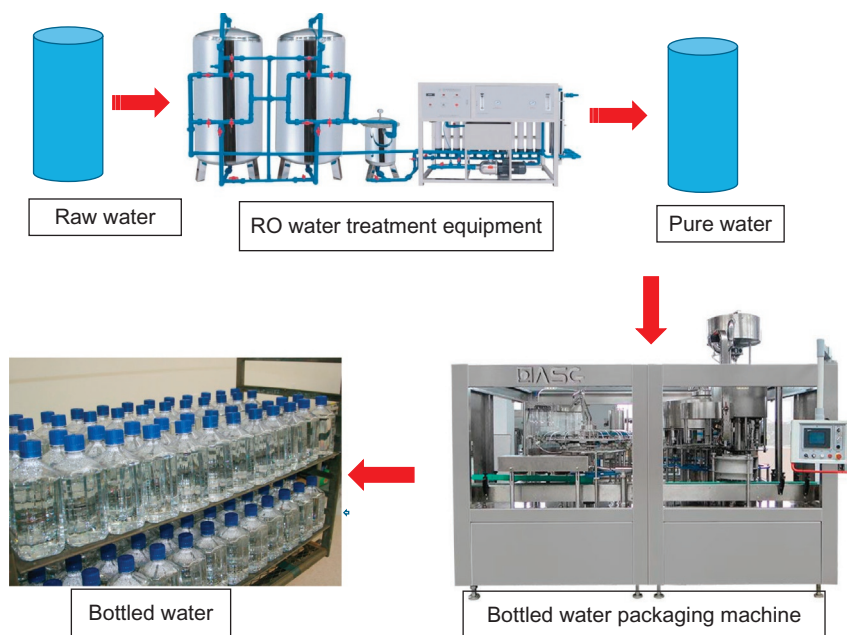 Raw water
RO water treatment equipment
Pure water
DIASC
Bottled water
Bottled water packaging machine